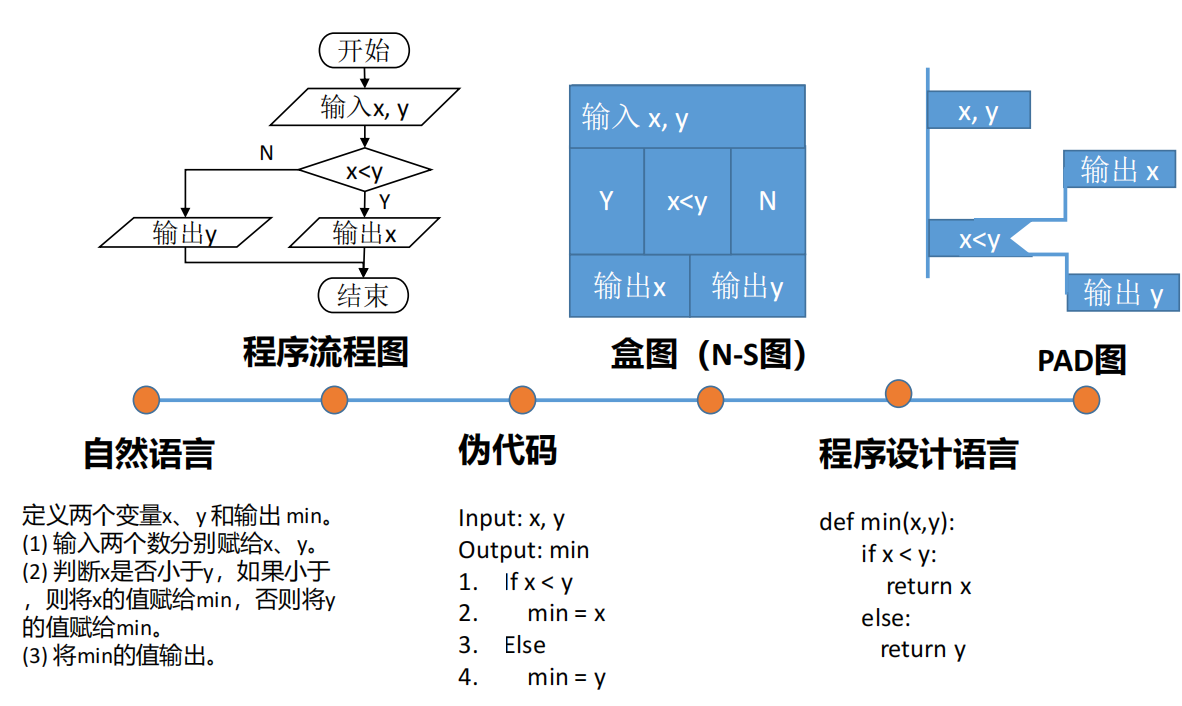 开始
输入x, y
N
x<y
Y
输出y
输出x
结束
程序流程图
输入 x, y
Y
x<y
N
输出x
输出y
盒图（N-S图）
x, y
输出 x
x<y
输出 y
PAD图
自然语言
定义两个变量x、y 和输出 min。
(1) 输入两个数分别赋给x、y。
(2) 判断x是否小于y，如果小于
，则将x的值赋给min，否则将y
的值赋给min。
(3) 将min的值输出。
伪代码
Input: x, y
Output: min
1. If x < y
2. min = x
3. Else
4. min = y
程序设计语言
def min(x,y):
if x < y:
return x
else:
return y